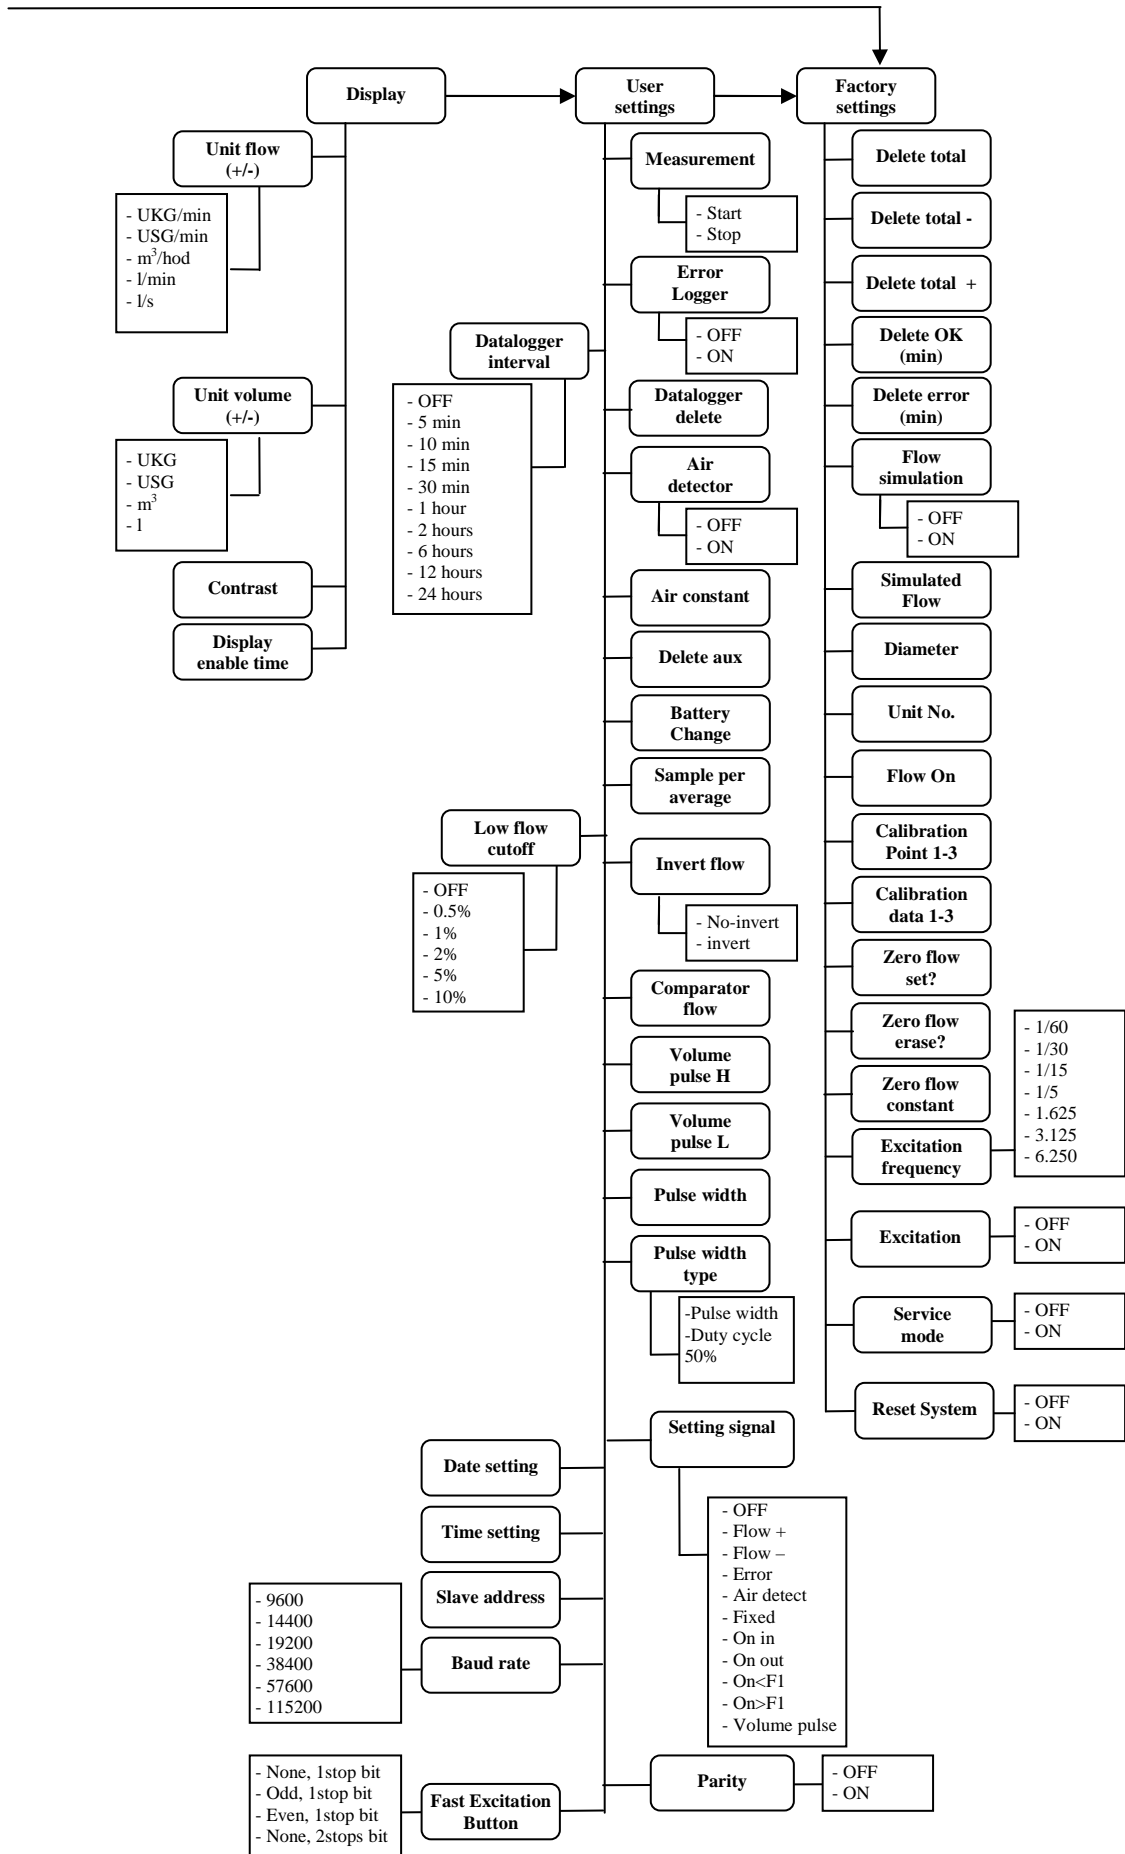 Display
User
settings
Factory
settings
Unit flow
(+/-)
- UKG/min
- USG/min
- m³/hod
- l/min
- l/s
Unit volume
(+/-)
- UKG
- USG
- m³
- l
Contrast
Display
enable time
Measurement
- Start
- Stop
Error
Logger
- OFF
- ON
Datalogger
interval
- OFF
- 5 min
- 10 min
- 15 min
- 30 min
- 1 hour
- 2 hours
- 6 hours
- 12 hours
- 24 hours
Datalogger
delete
Air
detector
- OFF
- ON
Air constant
Delete aux
Battery
Change
Sample per
average
Low flow
cutoff
- OFF
- 0.5%
- 1%
- 2%
- 5%
- 10%
Invert flow
- No-invert
- invert
Comparator
flow
Volume
pulse H
Volume
pulse L
Pulse width
Pulse width
type
-Pulse width
-Duty cycle
50%
Setting signal
- OFF
- Flow +
- Flow –
- Error
- Air detect
- Fixed
- On in
- On out
- On<F1
- On>F1
- Volume pulse
Date setting
Time setting
Slave address
Baud rate
- 9600
- 14400
- 19200
- 38400
- 57600
- 115200
Parity
- OFF
- ON
Fast Excitation
Button
- None, 1stop bit
- Odd, 1stop bit
- Even, 1stop bit
- None, 2stops bit
Delete total
Delete total -
Delete total +
Delete OK
(min)
Delete error
(min)
Flow
simulation
- OFF
- ON
Simulated
Flow
Diameter
Unit No.
Flow On
Calibration
Point 1-3
Calibration
data 1-3
Zero flow
set?
Zero flow
erase?
Zero flow
constant
Excitation
frequency
- 1/60
- 1/30
- 1/15
- 1/5
- 1.625
- 3.125
- 6.250
Excitation
- OFF
- ON
Service
mode
- OFF
- ON
Reset System
- OFF
- ON